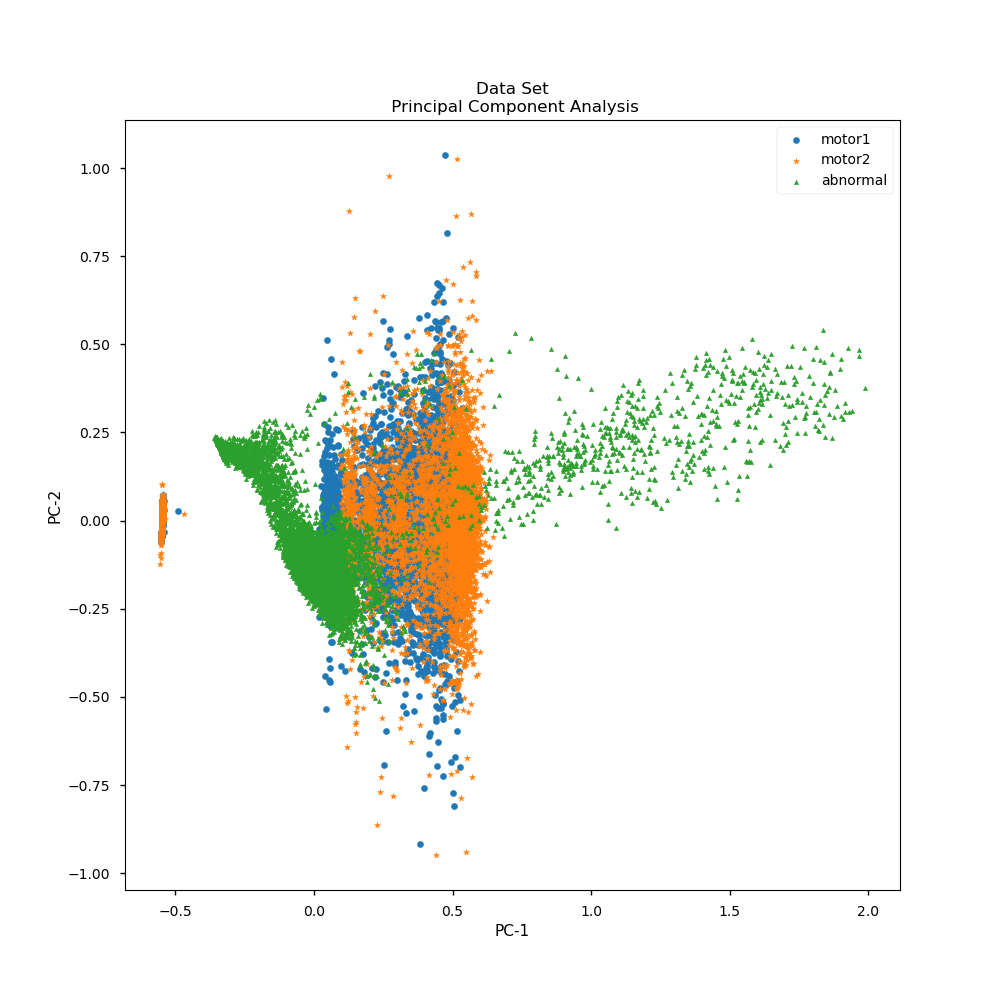 Data Set
Principal Component Analysis
motor1
motor2
abnormal
PC-2
1.00
0.75
0.50
0.25
0.00
−0.25
−0.50
−0.75
−1.00
−0.5
0.0
0.5
1.0
1.5
2.0
PC-1